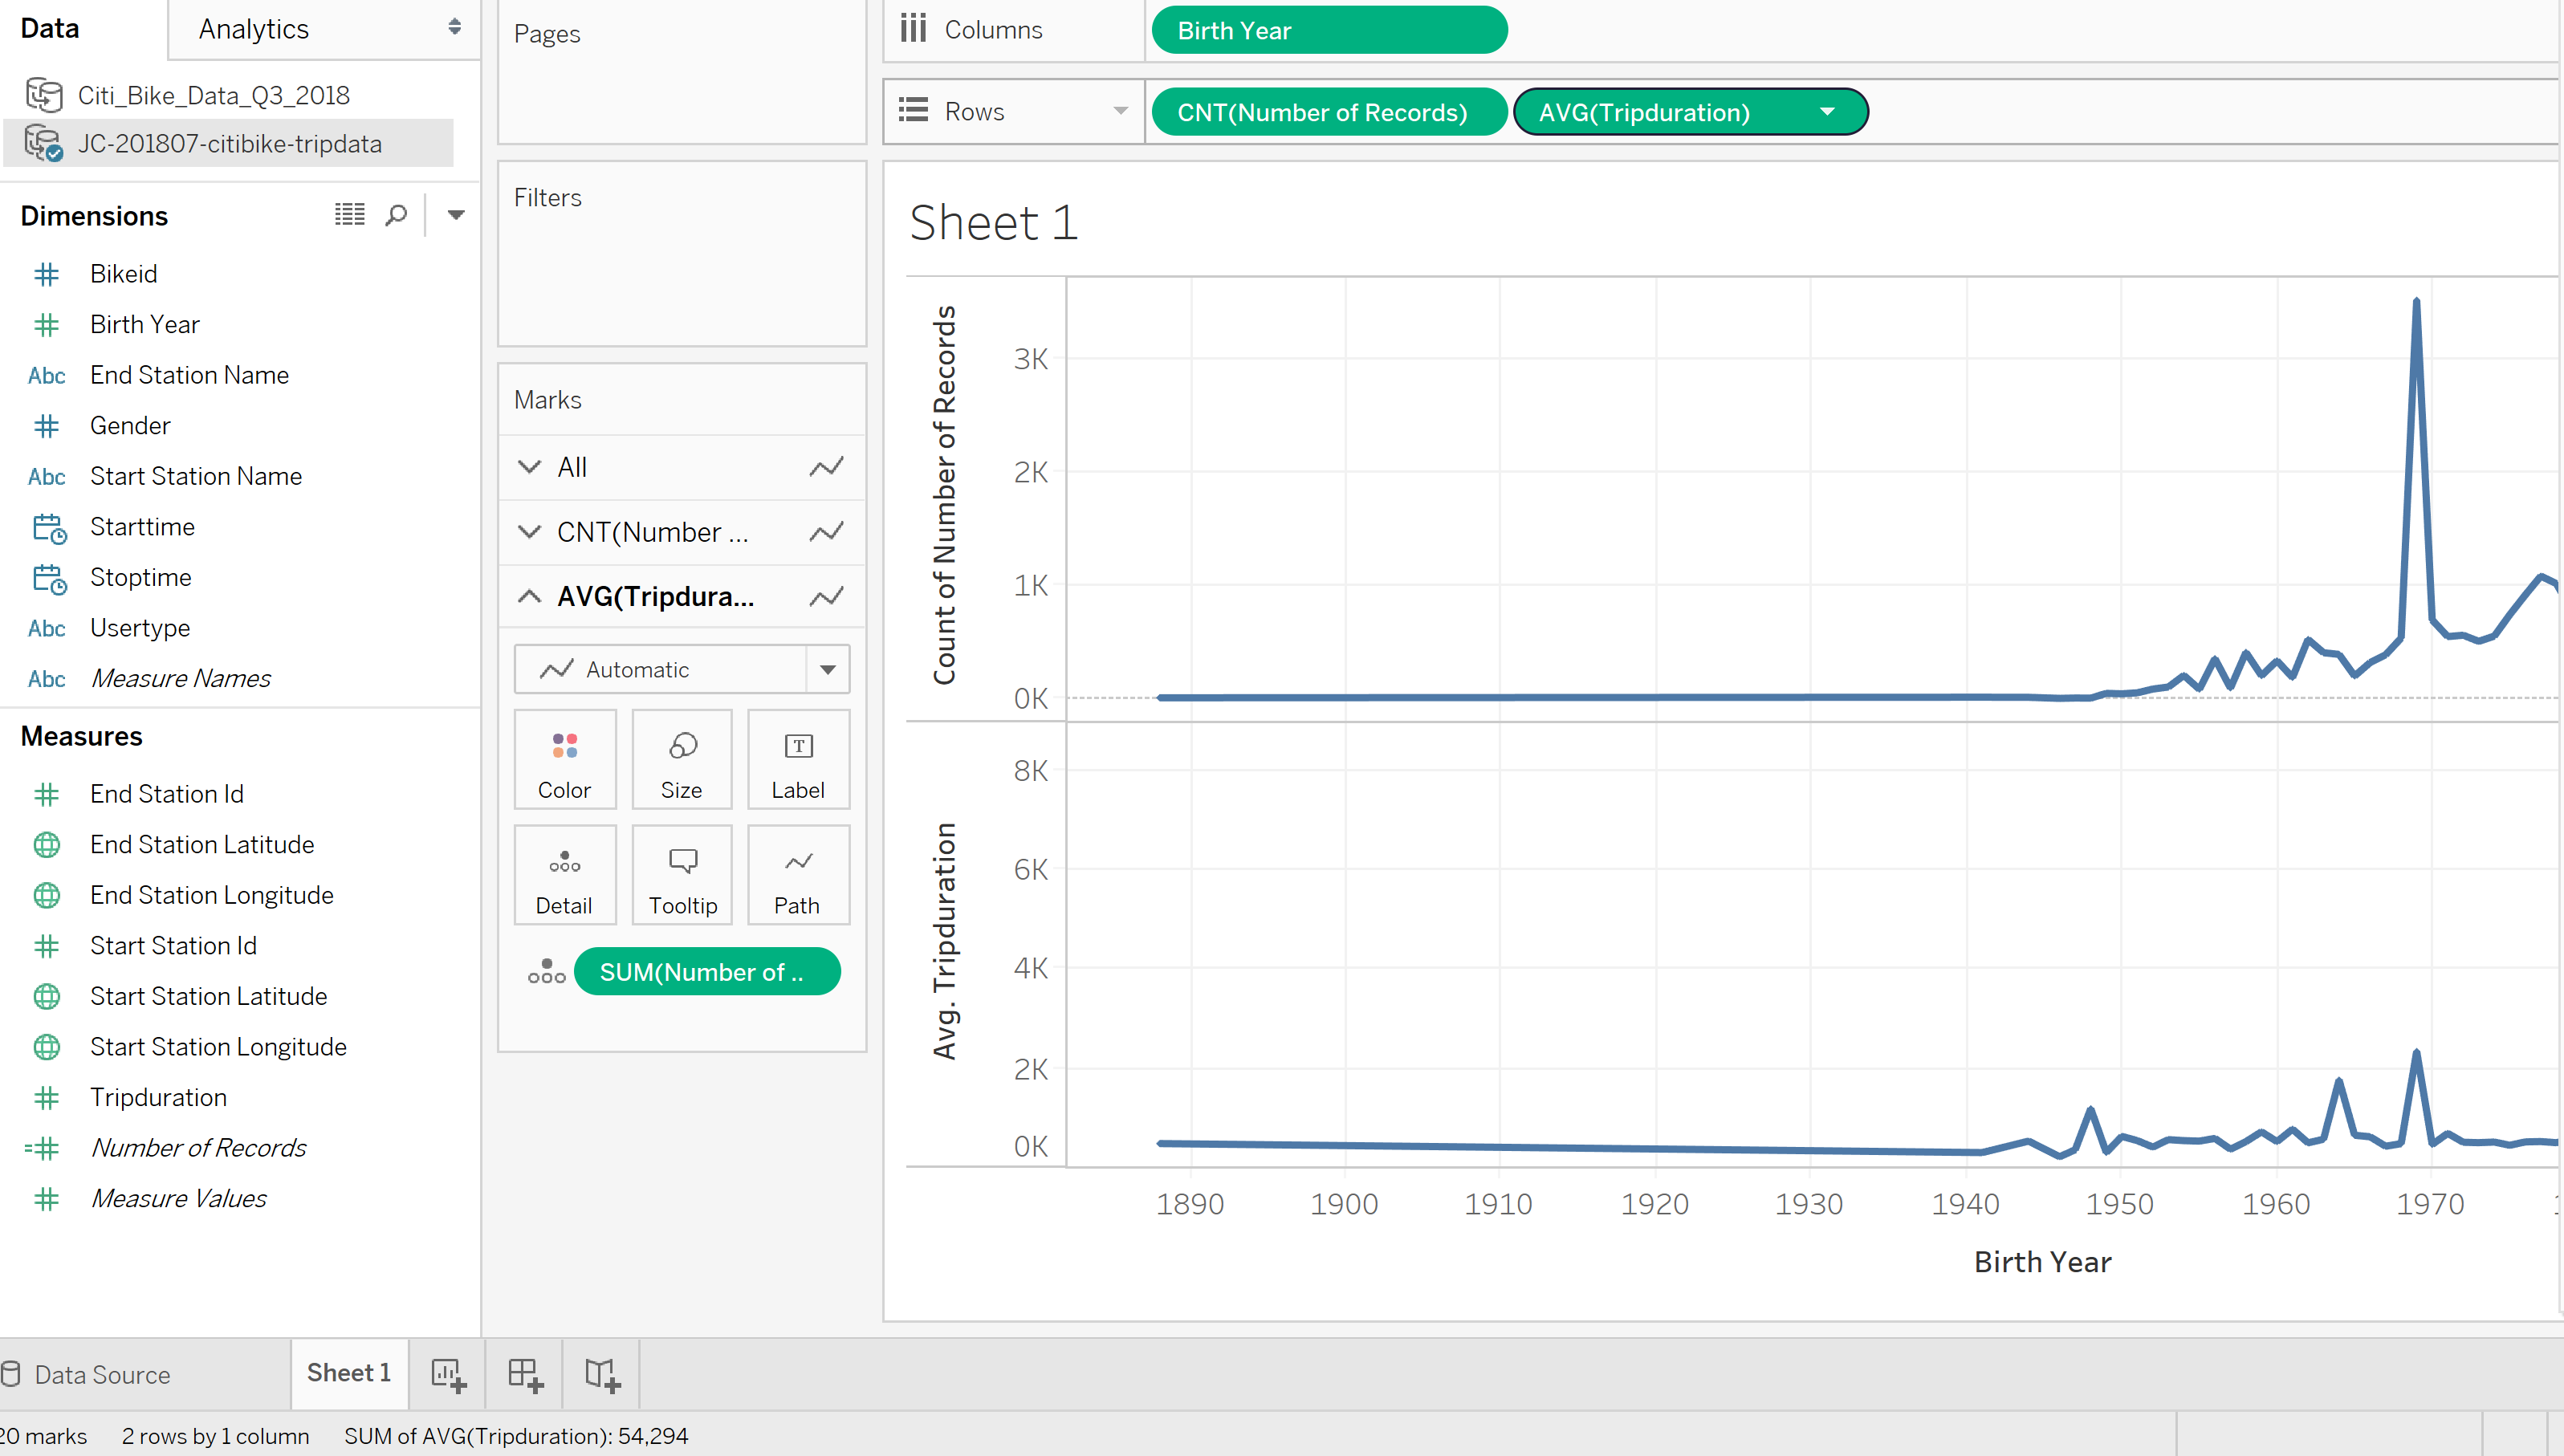 Data
Analytics
Citi_Bike_Data_Q3_2018
JC-201807-citibike-tripdata
Dimensions
# Bikeid
# Birth Year
Abc End Station Name
# Gender
Abc Start Station Name
Starttime
Stoptime
Abc Usertype
Abc Measure Names
Measures
# End Station Id
End Station Latitude
End Station Longitude
# Start Station Id
Start Station Latitude
Start Station Longitude
# Tripduration
=# Number of Records
# Measure Values
Pages
Filters
Marks
All
CNT(Number ...
AVG(Tripdura...
Automatic
Color Size T Label
Detail Tooltip Path
SUM(Number of ..
Columns
Birth Year
Rows
CNT(Number of Records) AVG(Tripduration)
Sheet 1
Count of Number of Records
3K
2K
1K
0K
Avg. Tripduration
8K
6K
4K
2K
0K
1890 1900 1910 1920 1930 1940 1950 1960 1970
Birth Year
Data Source Sheet 1
20 marks 2 rows by 1 column SUM of AVG(Tripduration): 54,294